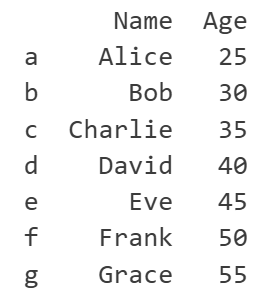 Name Age
a Alice 25
b Bob 30
c Charlie 35
d David 40
e Eve 45
f Frank 50
g Grace 55